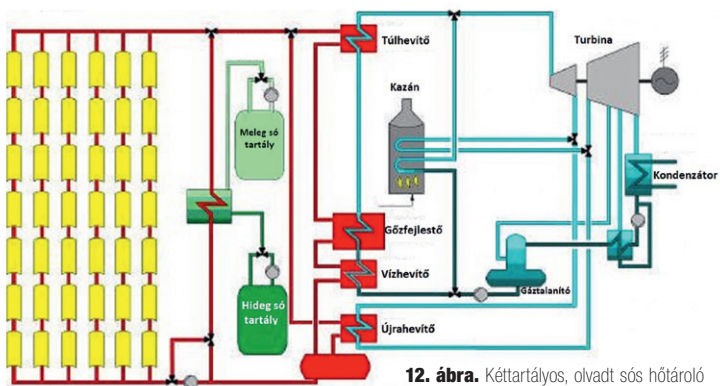 Túlhevítő
Turbina
Kazán
Meleg só
tartály
Kondenzátor
Gőzfejlestő
Vízhevítő
Gáztalanító
Hideg só
tartály
Újrahevítő
12. ábra. Kéttartályos, olvadt sós hőtároló